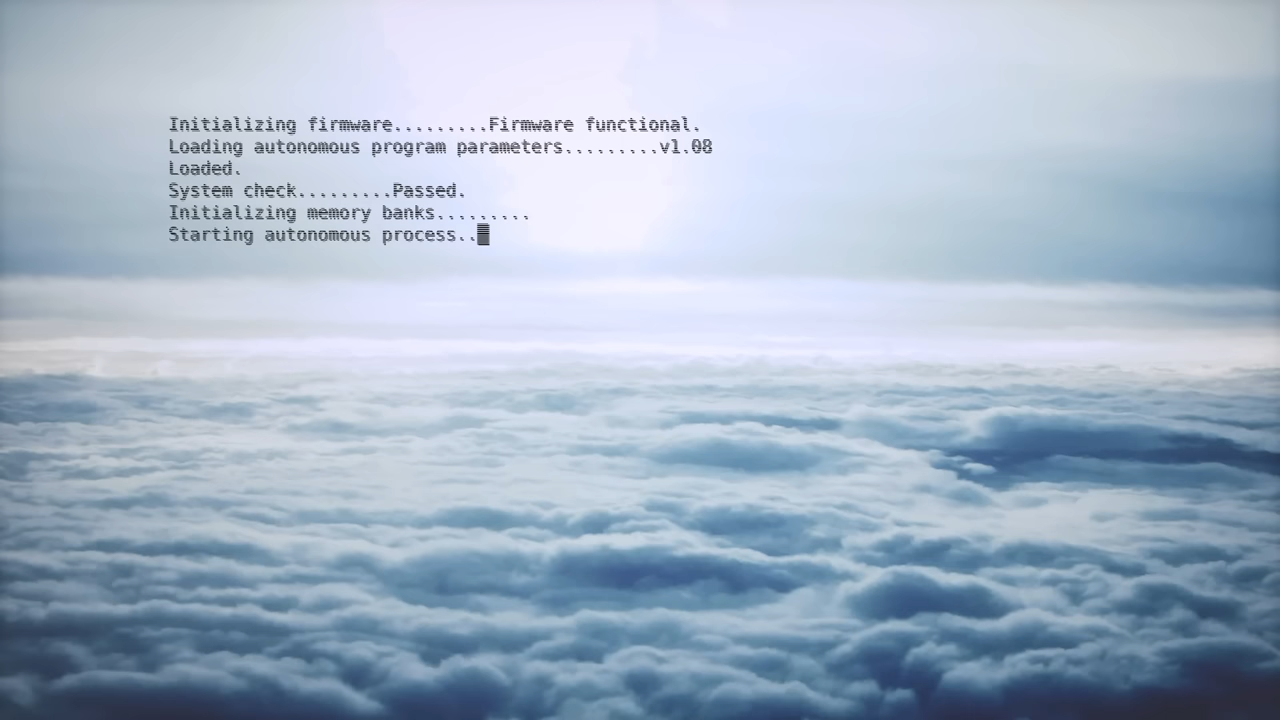 Initializing firmware.........Firmware functional.
Loading autonomous program parameters.........v1.08
Loaded.
System check.........Passed.
Initializing memory banks.........
Starting autonomous process..